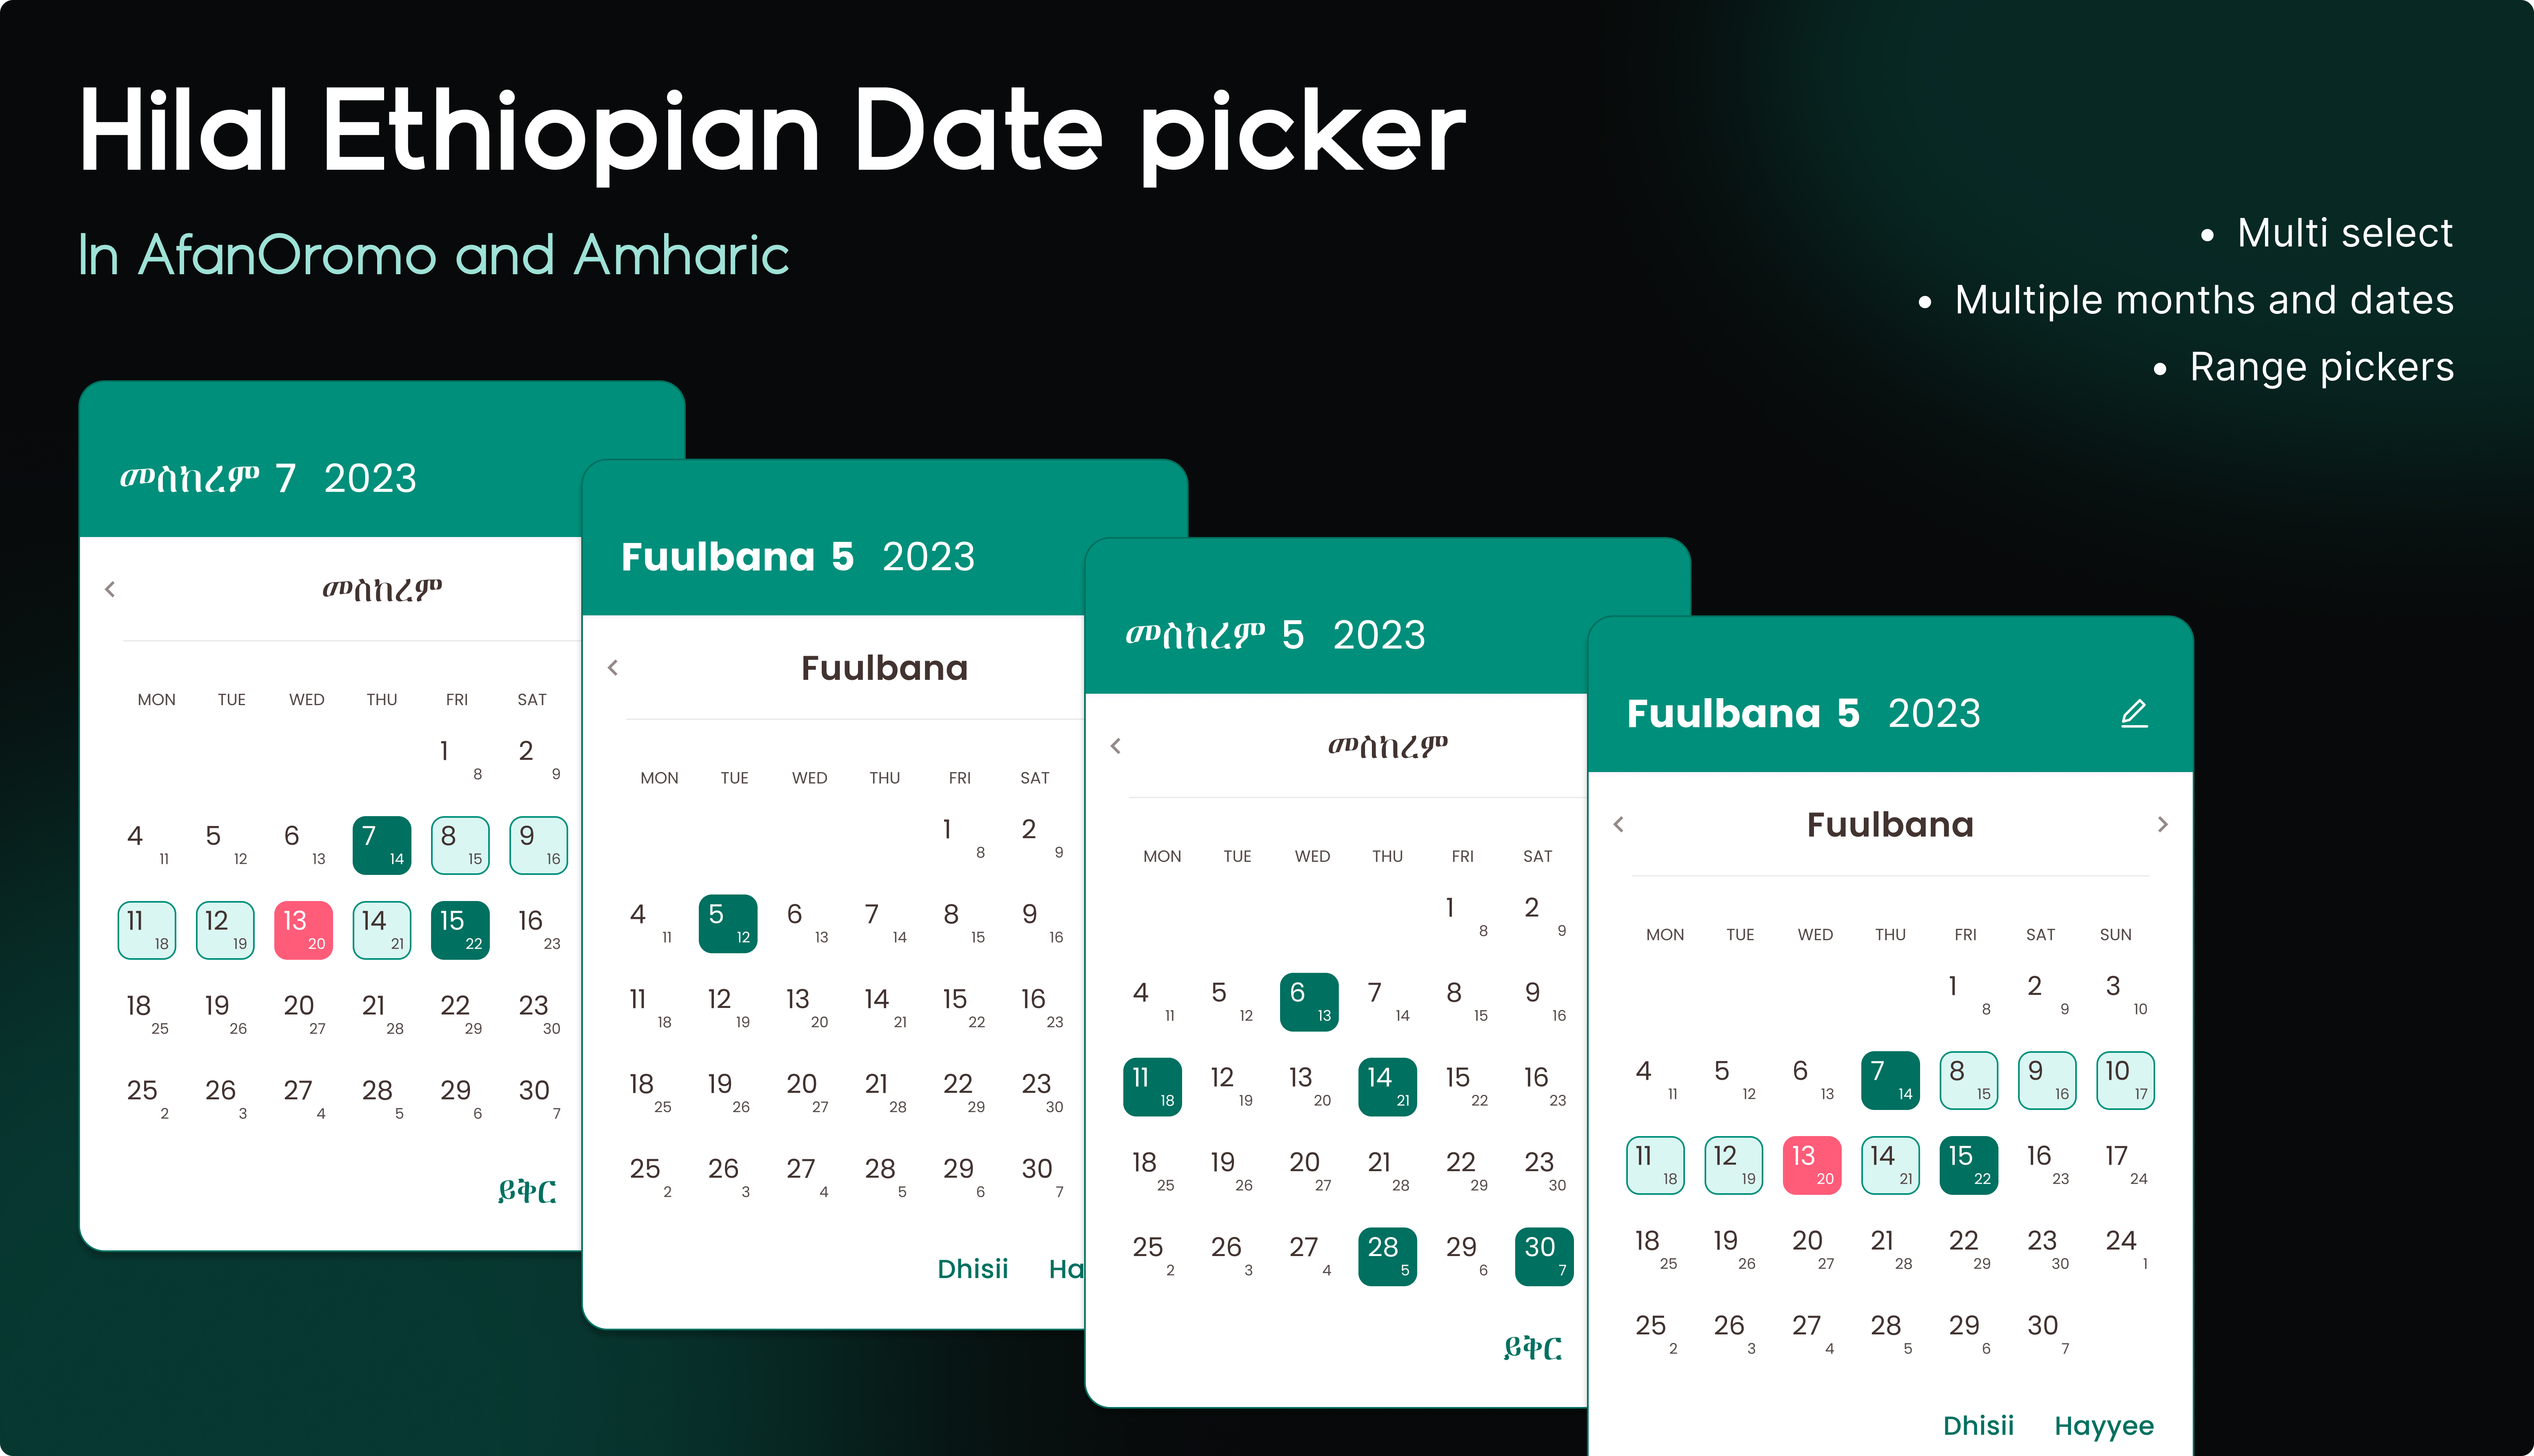 Hilal Ethiopian Date picker
In AfanOromo and Amharic
• Multi select
• Multiple months and dates
• Range pickers
መስከረም 7 2023
መስከረም
MON TUE WED THU FRI SAT
1 8 2 9
4 11 5 12 6 13 7 14 8 15 9 16
11 18 12 19 13 20 14 21 15 22 16 23
18 25 19 26 20 27 21 28 22 29 23 30
25 2 26 3 27 4 28 5 29 6 30 7
ይቅር
Fuulbana 5 2023
Fuulbana
MON TUE WED THU FRI SAT
1 8 2 9
4 11 5 12 6 13 7 14 8 15 9 16
11 18 12 19 13 20 14 21 15 22 16 23
18 25 19 26 20 27 21 28 22 29 23 30
25 2 26 3 27 4 28 5 29 6 30 7
Dhisii Ha
መስከረም 5 2023
መስከረም
MON TUE WED THU FRI SAT
1 8 2 9
4 11 5 12 6 13 7 14 8 15 9 16
11 18 12 19 13 20 14 21 15 22 16 23
18 25 19 26 20 27 21 28 22 29 23 30
25 2 26 3 27 4 28 5 29 6 30 7
ይቅር
Fuulbana 5 2023
Fuulbana
MON TUE WED THU FRI SAT SUN
1 8 2 9 3 10
4 11 5 12 6 13 7 14 8 15 9 16 10 17
11 18 12 19 13 20 14 21 15 22 16 23 17 24
18 25 19 26 20 27 21 28 22 29 23 30 24 1
25 2 26 3 27 4 28 5 29 6 30 7
Dhisii Hayyee